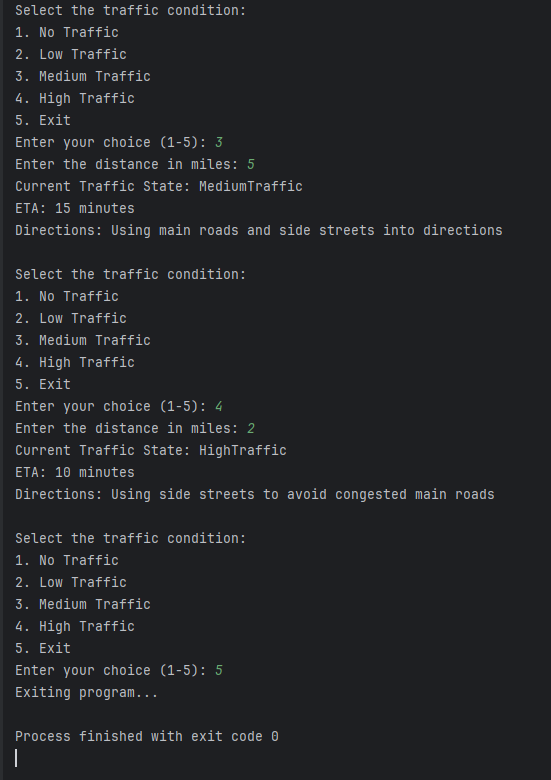 Select the traffic condition:
1. No Traffic
2. Low Traffic
3. Medium Traffic
4. High Traffic
5. Exit
Enter your choice (1-5): 3
Enter the distance in miles: 5
Current Traffic State: MediumTraffic
ETA: 15 minutes
Directions: Using main roads and side streets into directions

Select the traffic condition:
1. No Traffic
2. Low Traffic
3. Medium Traffic
4. High Traffic
5. Exit
Enter your choice (1-5): 4
Enter the distance in miles: 2
Current Traffic State: HighTraffic
ETA: 10 minutes
Directions: Using side streets to avoid congested main roads

Select the traffic condition:
1. No Traffic
2. Low Traffic
3. Medium Traffic
4. High Traffic
5. Exit
Enter your choice (1-5): 5
Exiting program...

Process finished with exit code 0